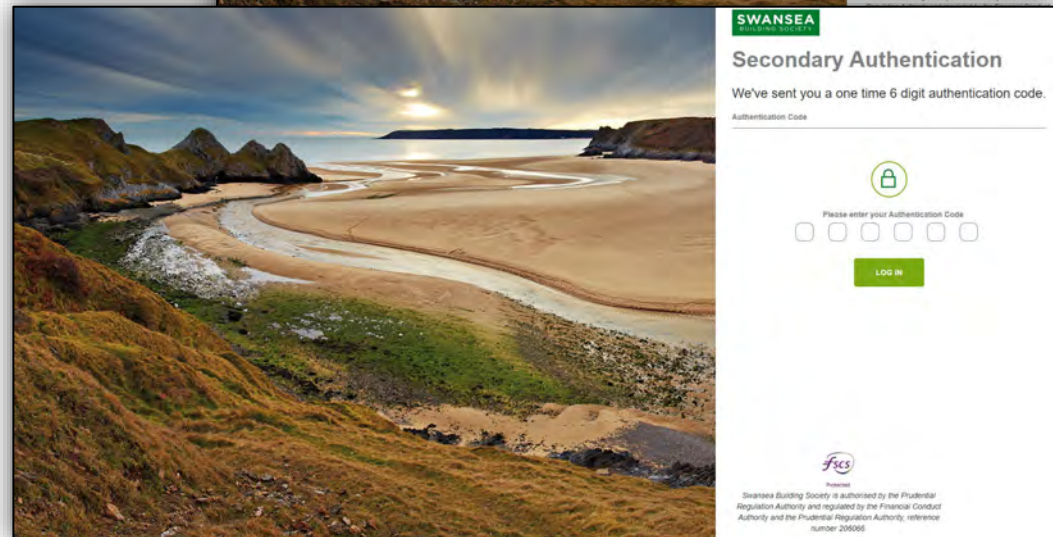 SWANSEA
BUILDING SOCIETY
Secondary Authentication
We've sent you a one time 6 digit authentication code.
Authentication Code
Please enter your Authentication Code
LOG IN
fscs
Protected
Swansea Building Society is authorised by the Prudential
Regulation Authority and regulated by the Financial Conduct
Authority and the Prudential Regulation Authority, reference
number 206066.